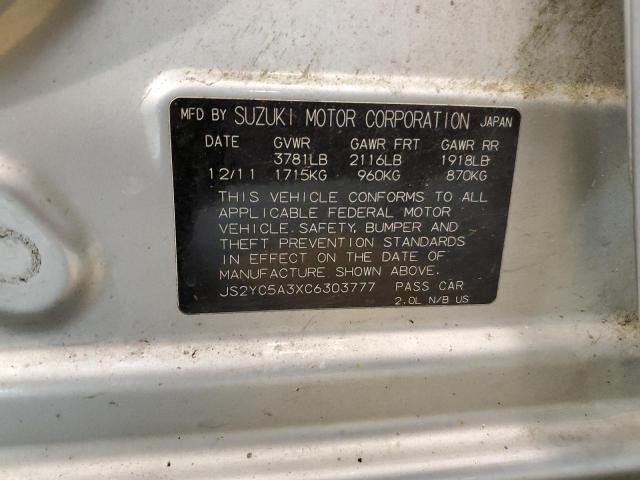 MFD BY SUZUKI MOTOR CORPORATION JAPAN
DATE GVWR GAWR FRT GAWR RR
3781LB 2116LB 1918LB
12/11 1715KG 960KG 870KG
THIS VEHICLE CONFORMS TO ALL
APPLICABLE FEDERAL MOTOR
VEHICLE SAFETY, BUMPER AND
THEFT PREVENTION STANDARDS
IN EFFECT ON THE DATE OF
MANUFACTURE SHOWN ABOVE.
JS2YC5A3XC6303777 PASS CAR
2.0L N/B US